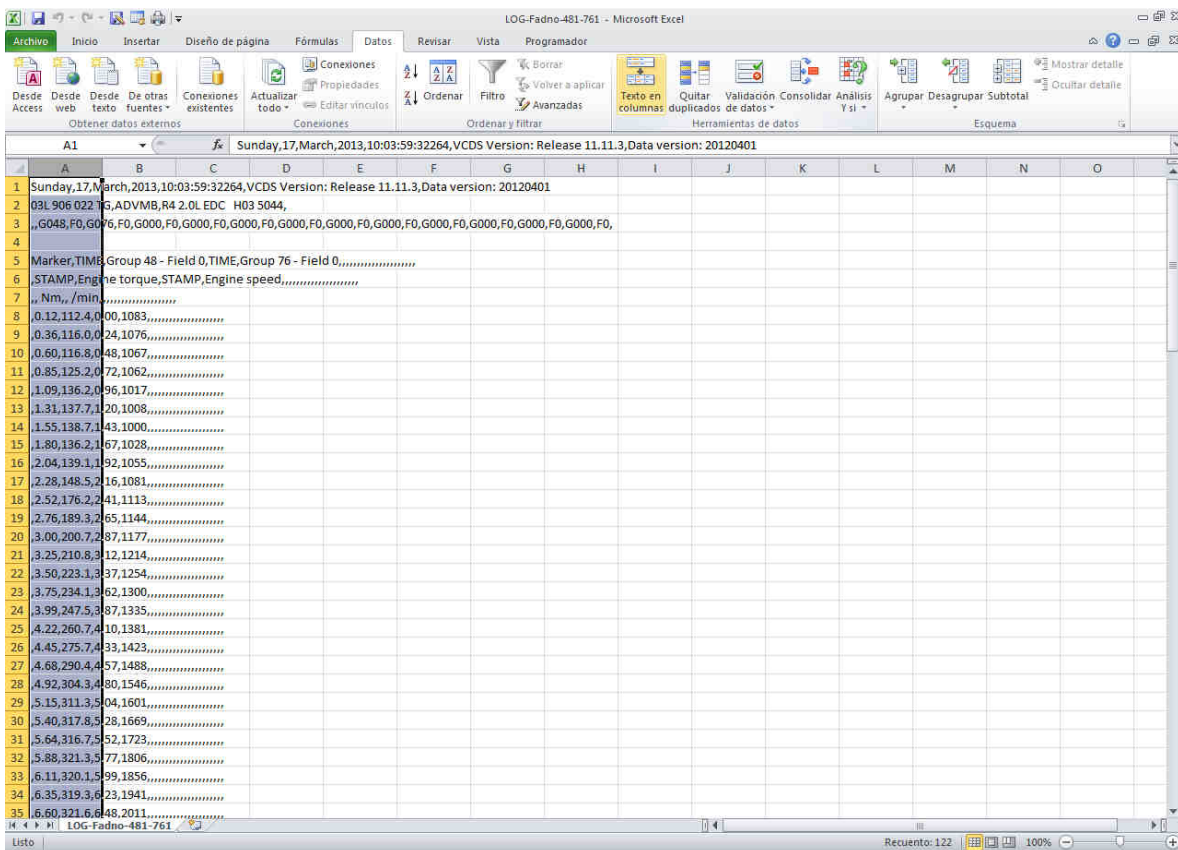 LOG-Fadno-481-761 - Microsoft Excel
Archivo Inicio Insertar Diseño de página Fórmulas Datos Revisar Vista Programador
Desde Access
Desde web
Desde texto
De otras fuentes
Conexiones existentes
Obtener datos externos
Actualizar todo
Conexiones
Propiedades
Editar vínculos
Conexiones
Ordenar
Filtro
Borrar
Volver a aplicar
Avanzadas
Ordenar y filtrar
Texto en columnas
Quitar duplicados
Validación de datos
Consolidar
Análisis Y si
Herramientas de datos
Agrupar
Desagrupar
Subtotal
Mostrar detalle
Ocultar detalle
Esquema
A1 fx Sunday,17,March,2013,10:03:59:32264,VCDS Version: Release 11.11.3,Data version: 20120401
A B C D E F G H I J K L M N O
1 Sunday,17,March,2013,10:03:59:32264,VCDS Version: Release 11.11.3,Data version: 20120401
2 03L 906 022 TG,ADVMB,R4 2.0L EDC H03 5044,
3 ,,G048,F0,G076,F0,G000,F0,G000,F0,G000,F0,G000,F0,G000,F0,G000,F0,G000,F0,G000,F0,G000,F0,G000,F0,
4
5 Marker,TIME,Group 48 - Field 0,TIME,Group 76 - Field 0,,,,,,,,,,,,,,,,,,,,
6 ,STAMP,Engine torque,STAMP,Engine speed,,,,,,,,,,,,,,,,,,,,
7 ,, Nm,, /min,,,,,,,,,,,,,,,,,,,,
8 ,0.12,112.4,0.00,1083,,,,,,,,,,,,,,,,,,,,
9 ,0.36,116.0,0.24,1076,,,,,,,,,,,,,,,,,,,,
10 ,0.60,116.8,0.48,1067,,,,,,,,,,,,,,,,,,,,
11 ,0.85,125.2,0.72,1062,,,,,,,,,,,,,,,,,,,,
12 ,1.09,136.2,0.96,1017,,,,,,,,,,,,,,,,,,,,
13 ,1.31,137.7,1.20,1008,,,,,,,,,,,,,,,,,,,,
14 ,1.55,138.7,1.43,1000,,,,,,,,,,,,,,,,,,,,
15 ,1.80,136.2,1.67,1028,,,,,,,,,,,,,,,,,,,,
16 ,2.04,139.1,1.92,1055,,,,,,,,,,,,,,,,,,,,
17 ,2.28,148.5,2.16,1081,,,,,,,,,,,,,,,,,,,,
18 ,2.52,176.2,2.41,1113,,,,,,,,,,,,,,,,,,,,
19 ,2.76,189.3,2.65,1144,,,,,,,,,,,,,,,,,,,,
20 ,3.00,200.7,2.87,1177,,,,,,,,,,,,,,,,,,,,
21 ,3.25,210.8,3.12,1214,,,,,,,,,,,,,,,,,,,,
22 ,3.50,223.1,3.37,1254,,,,,,,,,,,,,,,,,,,,
23 ,3.75,234.1,3.62,1300,,,,,,,,,,,,,,,,,,,,
24 ,3.99,247.5,3.87,1335,,,,,,,,,,,,,,,,,,,,
25 ,4.22,260.7,4.10,1381,,,,,,,,,,,,,,,,,,,,
26 ,4.45,275.7,4.33,1423,,,,,,,,,,,,,,,,,,,,
27 ,4.68,290.4,4.57,1488,,,,,,,,,,,,,,,,,,,,
28 ,4.92,304.3,4.80,1546,,,,,,,,,,,,,,,,,,,,
29 ,5.15,311.3,5.04,1601,,,,,,,,,,,,,,,,,,,,
30 ,5.40,317.8,5.28,1669,,,,,,,,,,,,,,,,,,,,
31 ,5.64,316.7,5.52,1723,,,,,,,,,,,,,,,,,,,,
32 ,5.88,321.3,5.77,1806,,,,,,,,,,,,,,,,,,,,
33 ,6.11,320.1,5.99,1856,,,,,,,,,,,,,,,,,,,,
34 ,6.35,319.3,6.23,1941,,,,,,,,,,,,,,,,,,,,
35 ,6.60,321.6,6.48,2011,,,,,,,,,,,,,,,,,,,,
LOG-Fadno-481-761
Listo Recuento: 122 100%